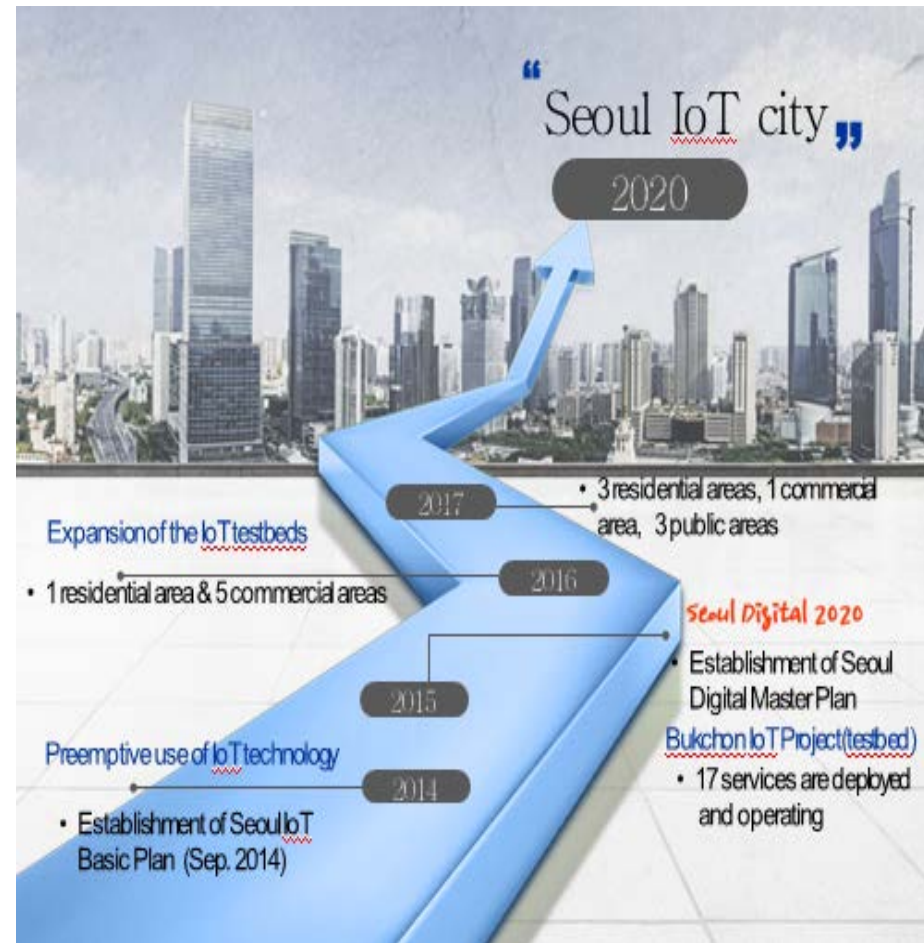 “Seoul IoT city”
2020
2017
• 3 residential areas, 1 commercial
area, 3 public areas
Expansion of the IoT testbeds
2016
• 1 residential area & 5 commercial areas
Seoul Digital 2020
• Establishment of Seoul
Digital Master Plan
2015
Bukchon IoT Project(testbed)
• 17 services are deployed
and operating
Preemptive use of IoT technology
2014
• Establishment of Seoul IoT
Basic Plan (Sep. 2014)